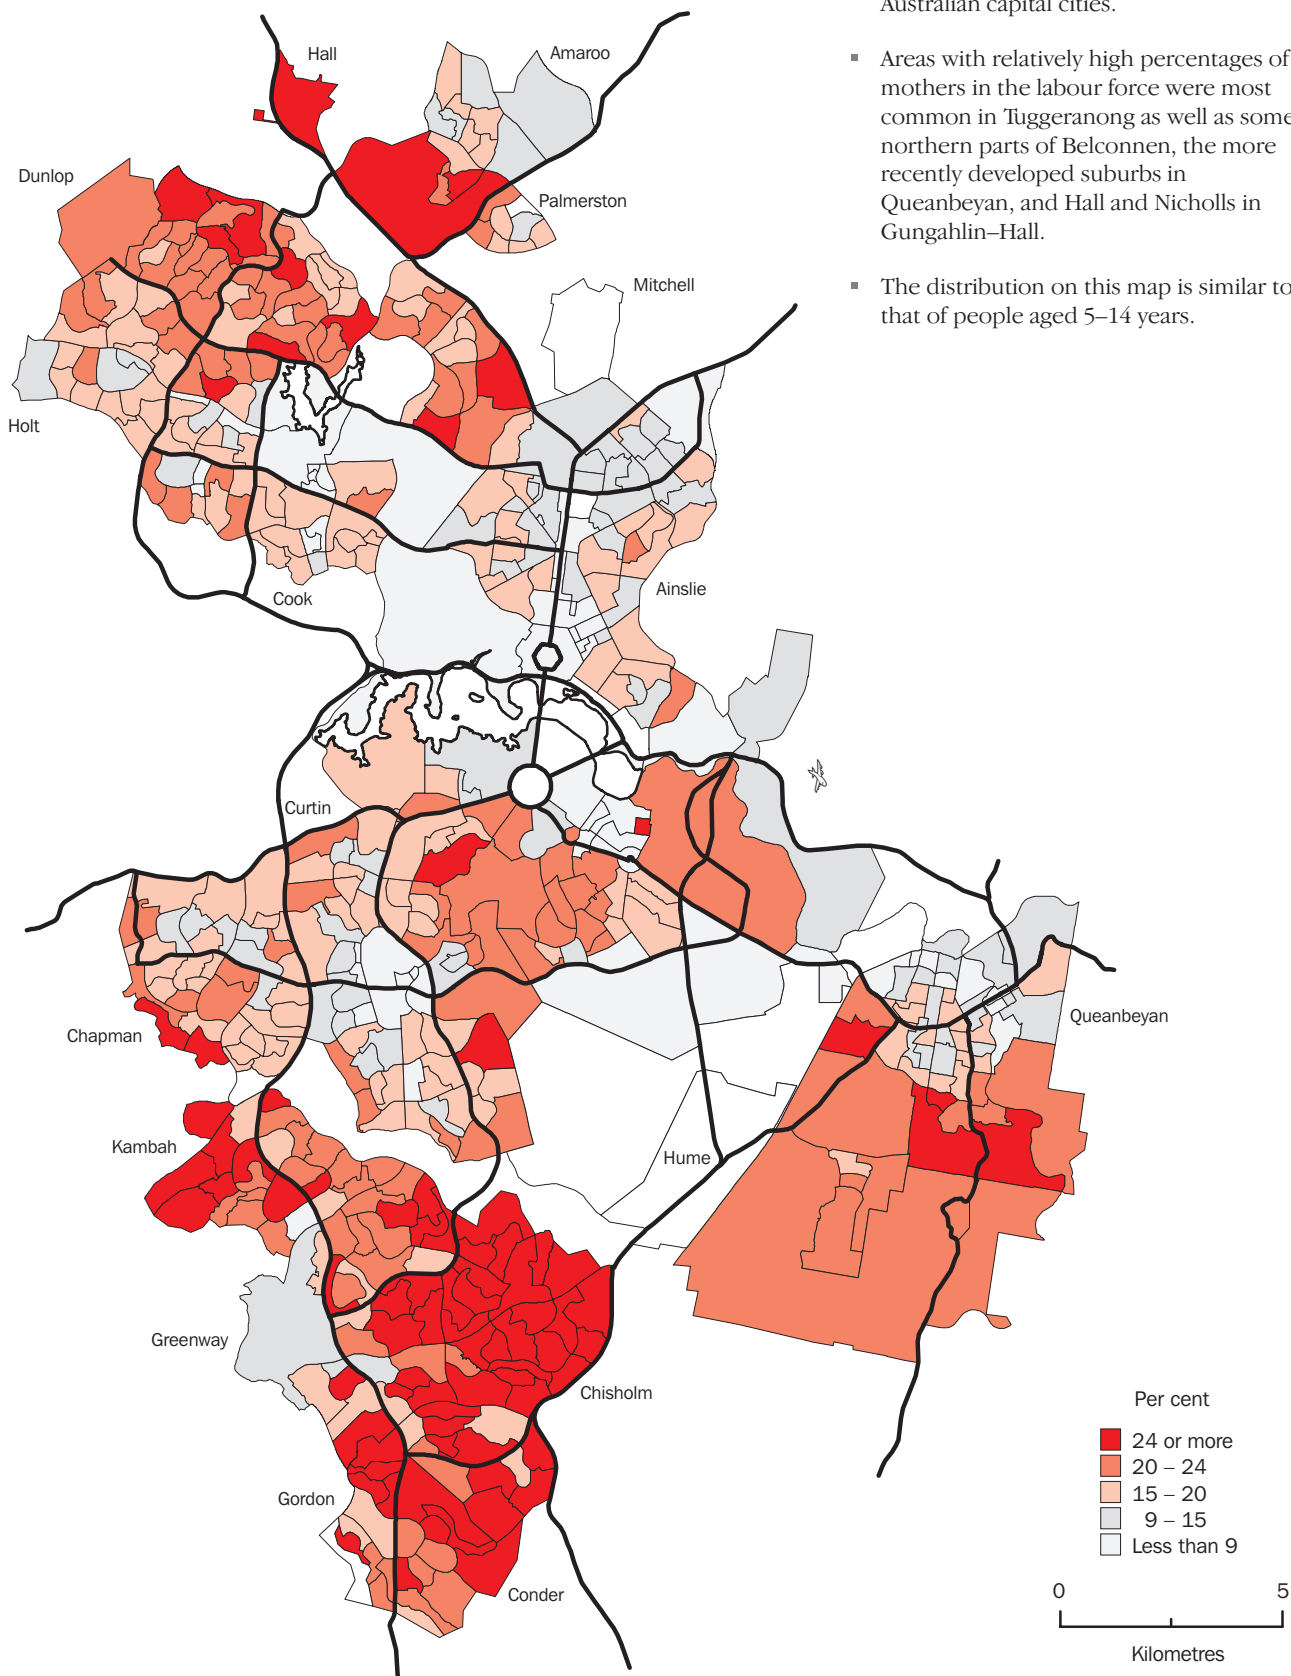 Australian capital cities.
▪ Areas with relatively high percentages of
mothers in the labour force were most
common in Tuggeranong as well as some
northern parts of Belconnen, the more
recently developed suburbs in
Queanbeyan, and Hall and Nicholls in
Gungahlin–Hall.
▪ The distribution on this map is similar to
that of people aged 5–14 years.
Hall
Amaroo
Dunlop
Palmerston
Mitchell
Holt
Ainslie
Cook
Curtin
Queanbeyan
Chapman
Kambah
Hume
Greenway
Chisholm
Gordon
Conder
Per cent
24 or more
20 – 24
15 – 20
9 – 15
Less than 9
0 5
Kilometres